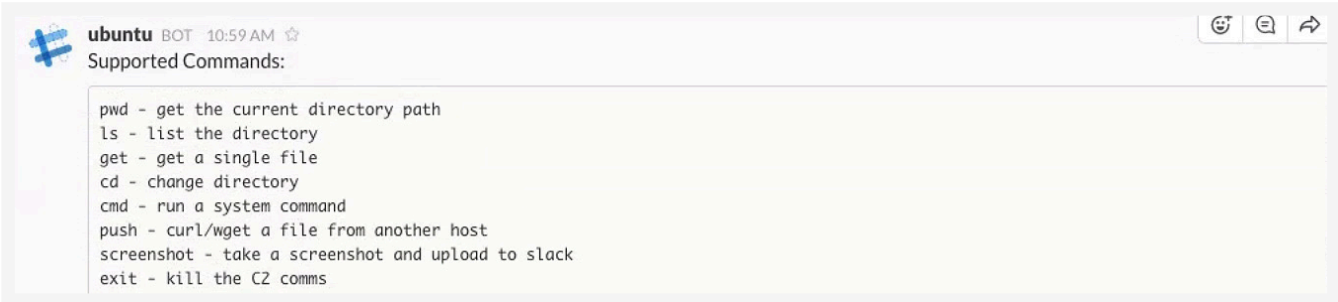 ubuntu BOT 10:59 AM ☆
Supported Commands:
pwd - get the current directory path
ls - list the directory
get - get a single file
cd - change directory
cmd - run a system command
push - curl/wget a file from another host
screenshot - take a screenshot and upload to slack
exit - kill the C2 comms